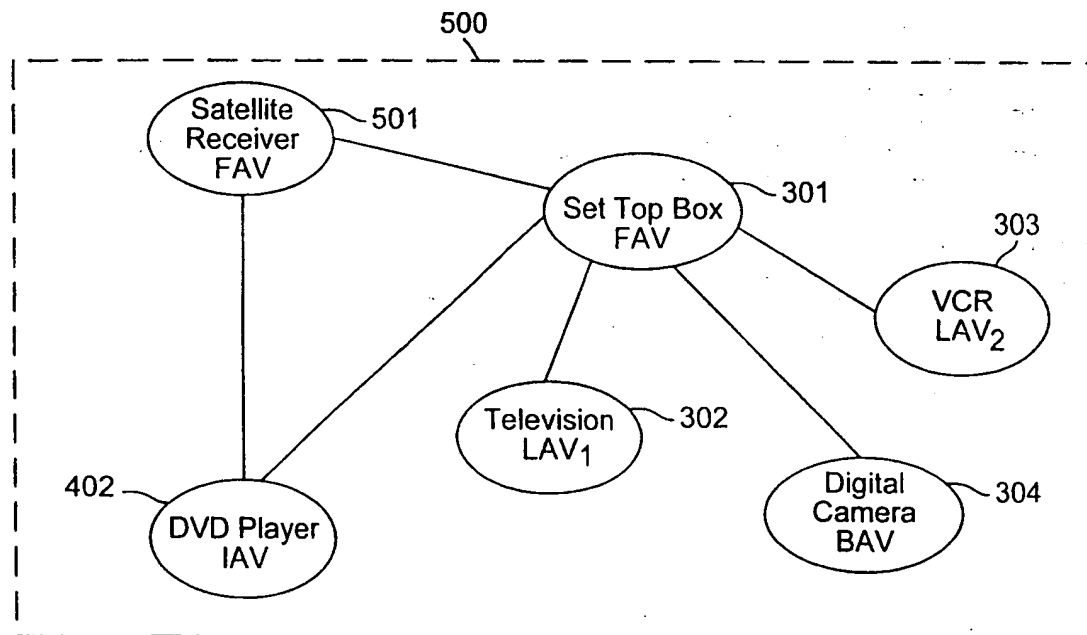 500
Satellite
Receiver
FAV
501
Set Top Box
FAV
301
303
VCR
LAV₂
Television
LAV₁
302
402
DVD Player
IAV
Digital
Camera
BAV
304